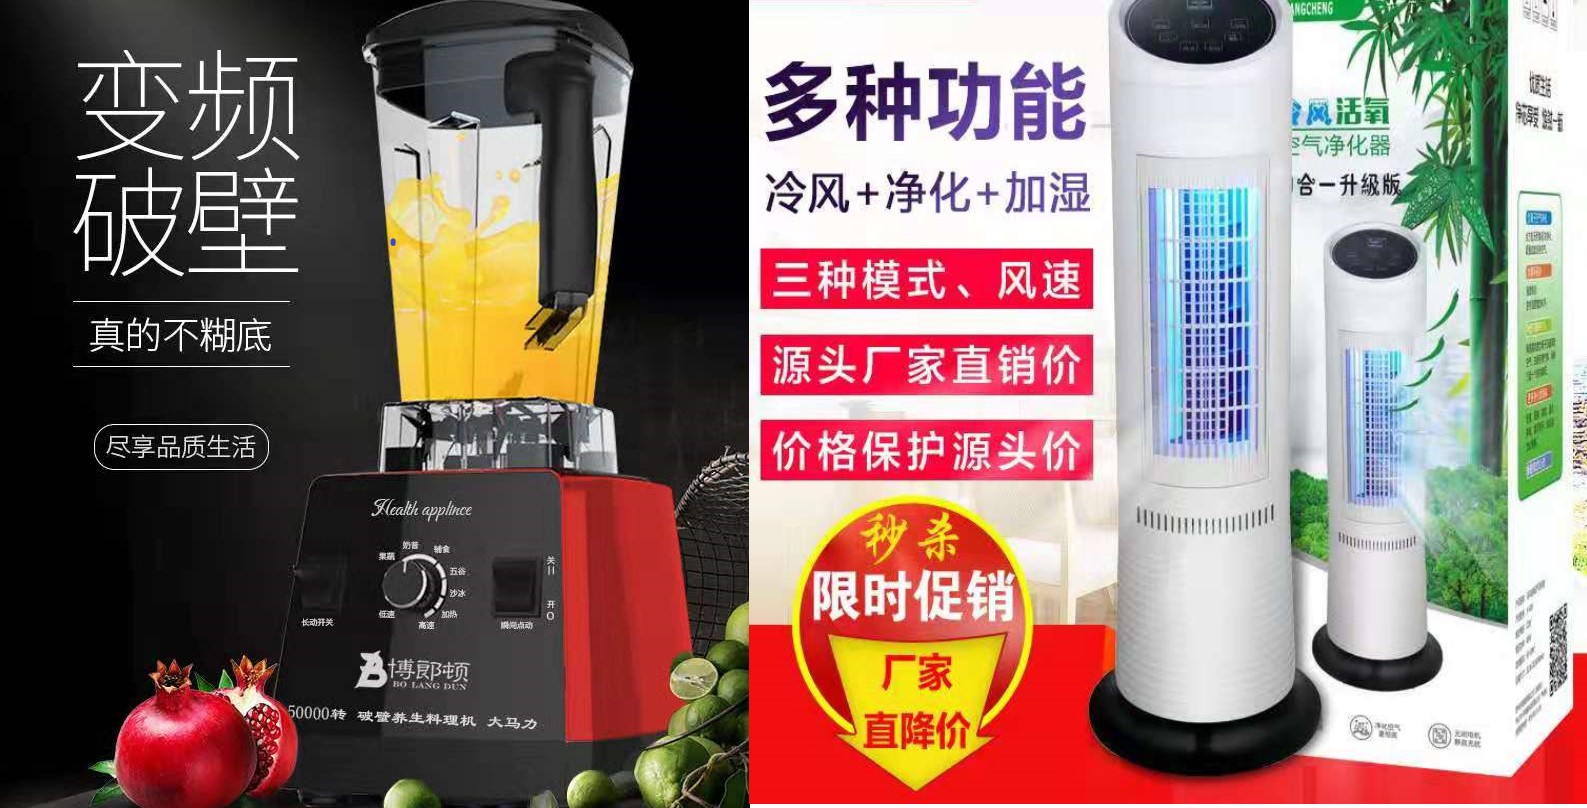 变频
破壁
真的不糊底
尽享品质生活
Health applince
奶昔
辅食
果蔬
五谷
沙冰
低速
加热
高速
关
开
长动开关
瞬间点动
博郎顿
BO LANG DUN
50000转 破壁养生料理机 大马力
多种功能
冷风+净化+加湿
三种模式、风速
源头厂家直销价
价格保护源头价
秒杀
限时促销
厂家
直降价
ANGCHENG
冷风活氧
空气净化器
合一升级版
优质生活